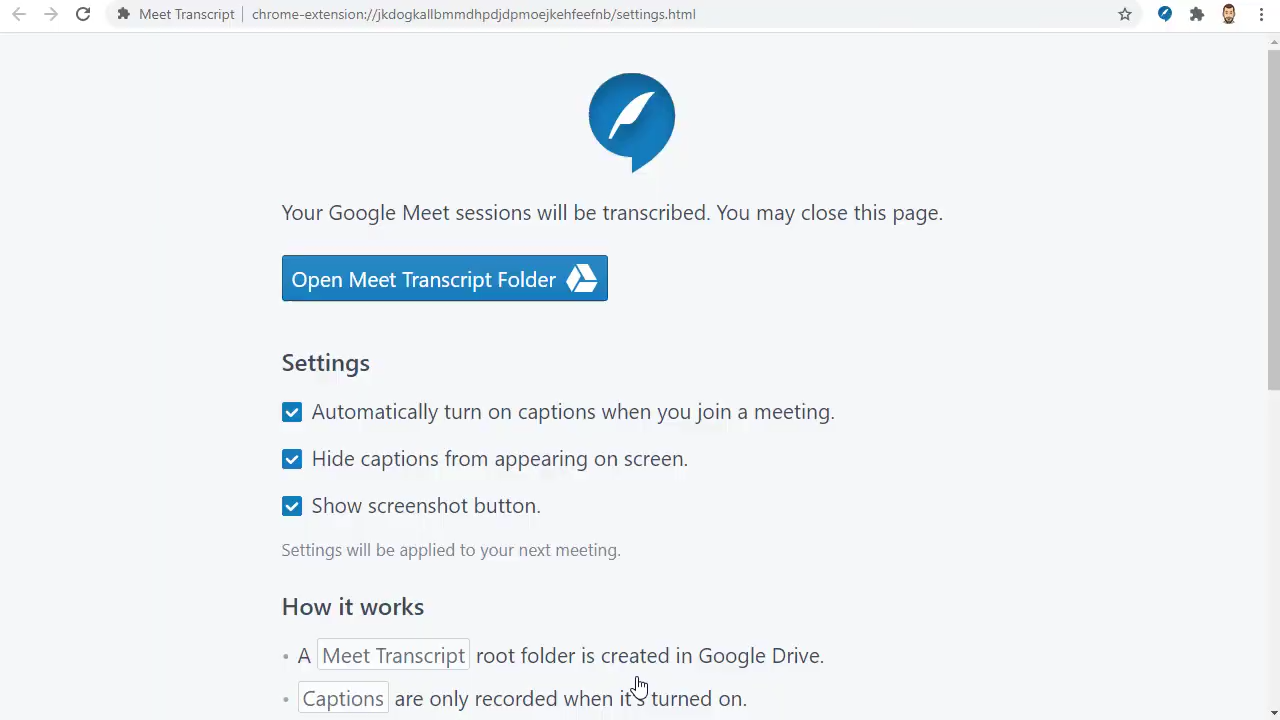 Meet Transcript | chrome-extension://jkdogkallbmmdhpdjdpmoejkehfeefnb/settings.html
Your Google Meet sessions will be transcribed. You may close this page.
Open Meet Transcript Folder
Settings
Automatically turn on captions when you join a meeting.
Hide captions from appearing on screen.
Show screenshot button.
Settings will be applied to your next meeting.
How it works
• A Meet Transcript root folder is created in Google Drive.
• Captions are only recorded when it's turned on.